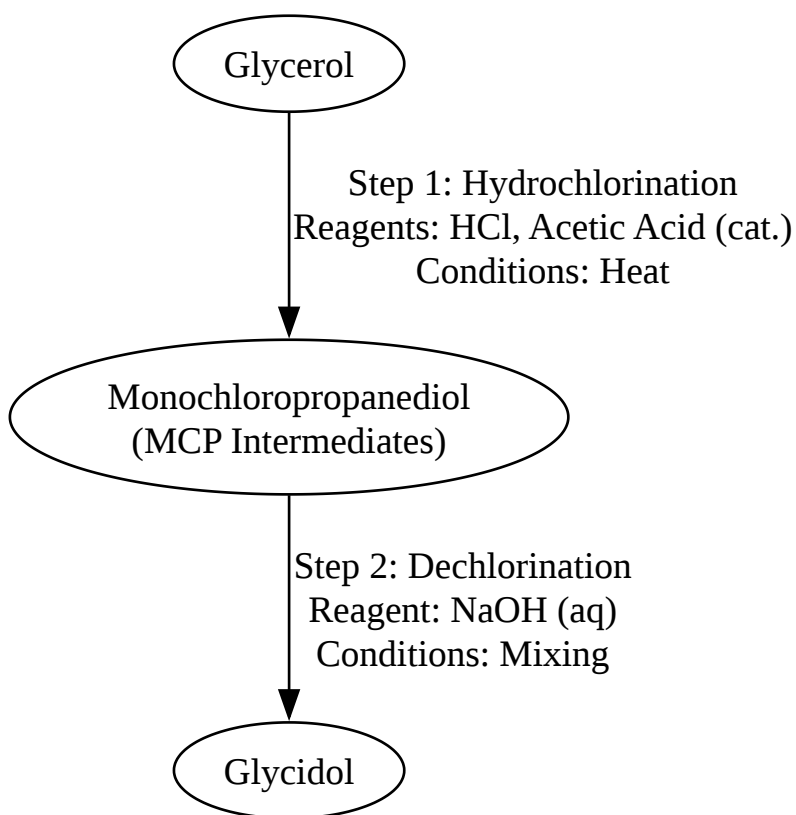 Glycerol
Step 1: Hydrochlorination
Reagents: HCl, Acetic Acid (cat.)
Conditions: Heat
Monochloropropanediol
(MCP Intermediates)
Step 2: Dechlorination
Reagent: NaOH (aq)
Conditions: Mixing
Glycidol